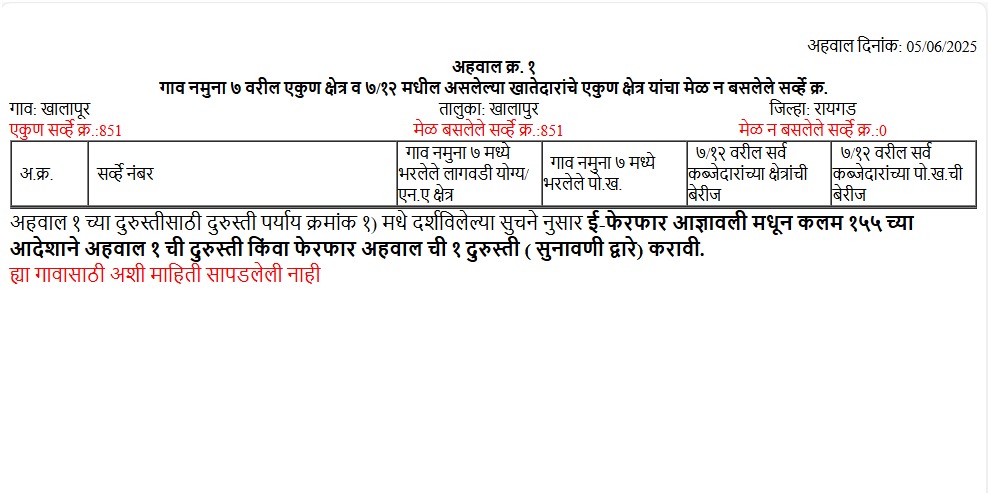 अहवाल दिनांक: 05/06/2025
अहवाल क्र. १
गाव नमुना ७ वरील एकुण क्षेत्र व ७/१२ मधील असलेल्या खातेदारांचे एकुण क्षेत्र यांचा मेळ न बसलेले सर्व्हे क्र.
गाव: खालापूर तालुका: खालापुर जिल्हा: रायगड
एकुण सर्व्हे क्र.:851 मेळ बसलेले सर्व्हे क्र.:851 मेळ न बसलेले सर्व्हे क्र.:0
अ.क्र.
सर्व्हे नंबर
गाव नमुना ७ मध्ये
भरलेले लागवडी योग्य/
एन.ए क्षेत्र
गाव नमुना ७ मध्ये
भरलेले पो.ख.
७/१२ वरील सर्व
कब्जेदारांच्या क्षेत्रांची
बेरीज
७/१२ वरील सर्व
कब्जेदारांच्या पो.ख.ची
बेरीज
अहवाल १ च्या दुरुस्तीसाठी दुरुस्ती पर्याय क्रमांक १) मधे दर्शविलेल्या सुचने नुसार ई-फेरफार आज्ञावली मधून कलम १५५ च्या
आदेशाने अहवाल १ ची दुरुस्ती किंवा फेरफार अहवाल ची १ दुरुस्ती ( सुनावणी द्वारे) करावी.
ह्या गावासाठी अशी माहिती सापडलेली नाही